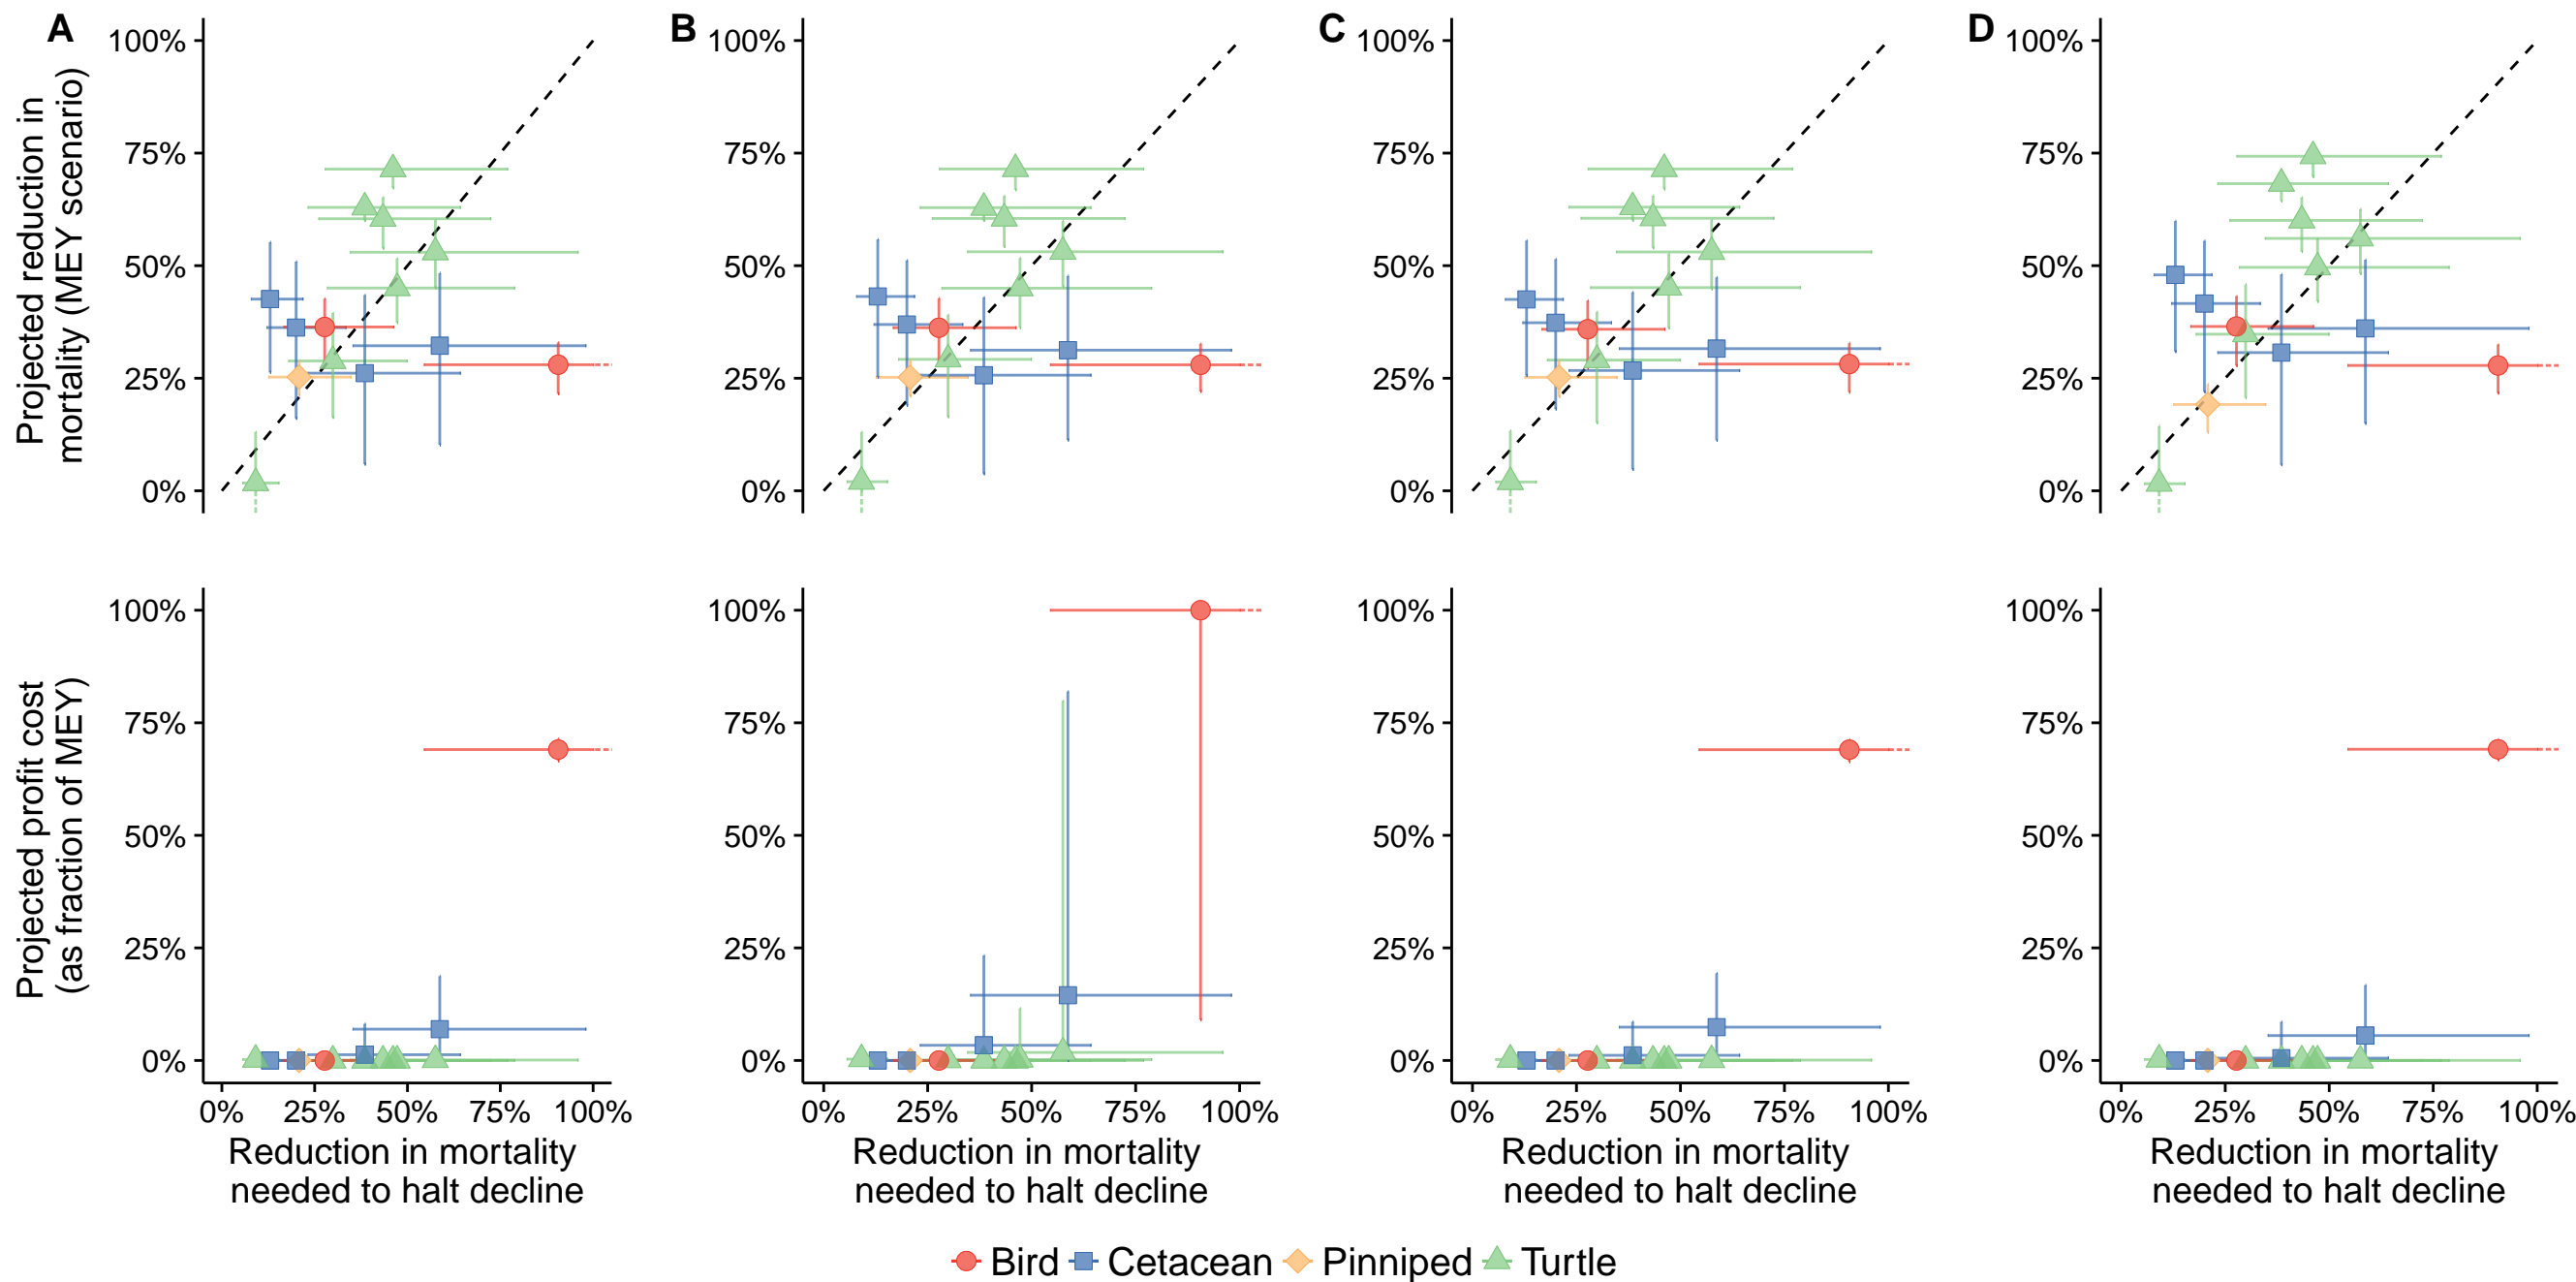 A
B
C
D
Projected reduction in
mortality (MEY scenario)
100%
75%
50%
25%
0%
100%
75%
50%
25%
0%
100%
75%
50%
25%
0%
100%
75%
50%
25%
0%
Projected profit cost
(as fraction of MEY)
100%
75%
50%
25%
0%
100%
75%
50%
25%
0%
100%
75%
50%
25%
0%
100%
75%
50%
25%
0%
0% 25% 50% 75% 100%
0% 25% 50% 75% 100%
0% 25% 50% 75% 100%
0% 25% 50% 75% 100%
Reduction in mortality
needed to halt decline
Reduction in mortality
needed to halt decline
Reduction in mortality
needed to halt decline
Reduction in mortality
needed to halt decline
Bird Cetacean Pinniped Turtle